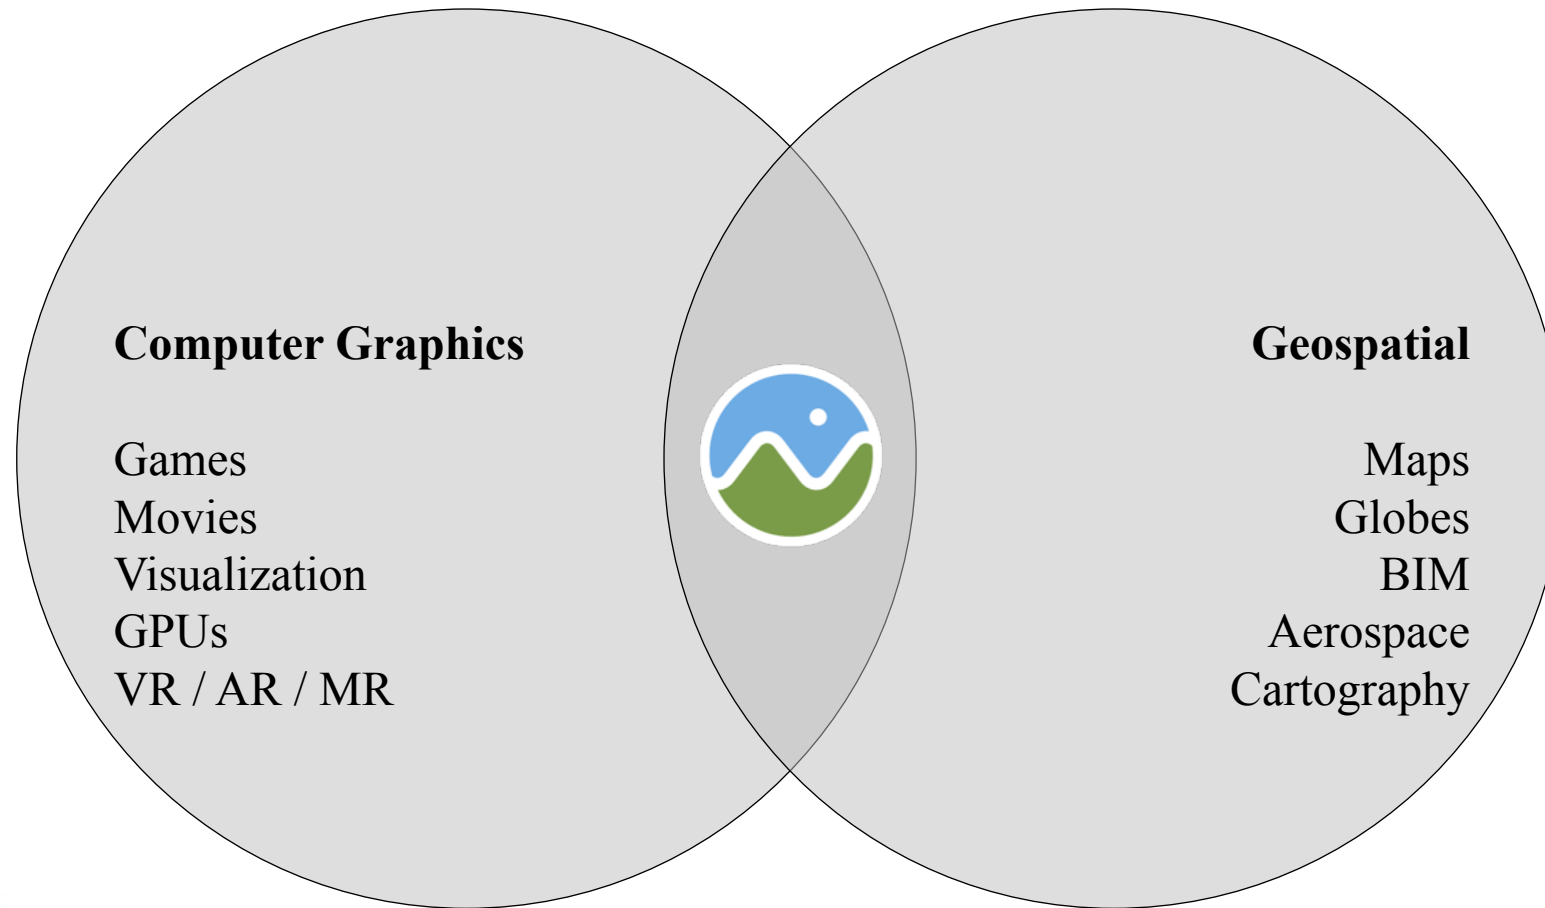 Computer Graphics
Games
Movies
Visualization
GPUs
VR / AR / MR
Geospatial
Maps
Globes
BIM
Aerospace
Cartography